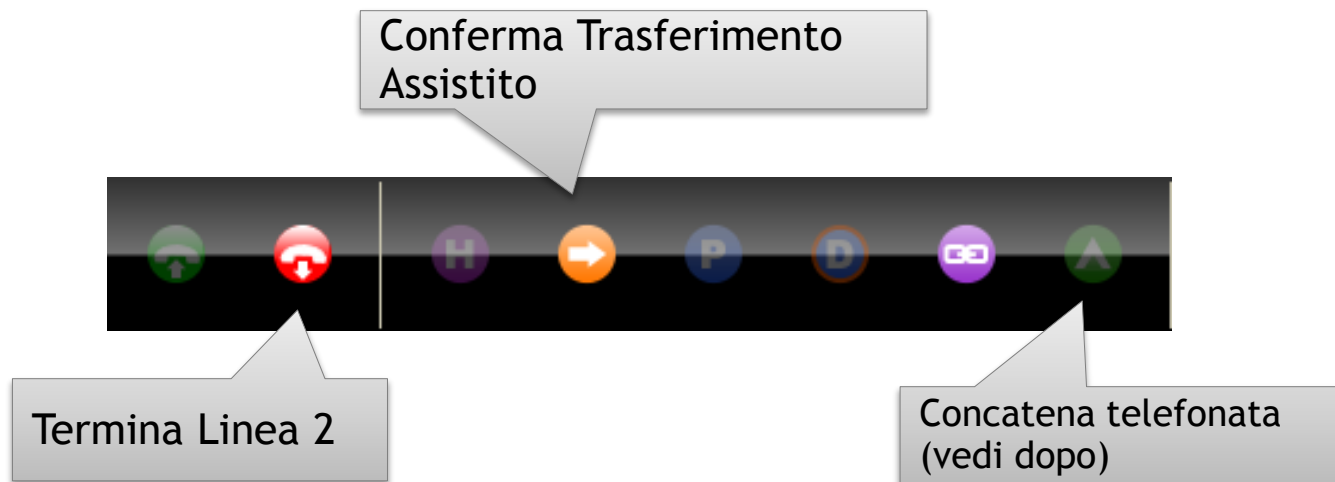 Conferma Trasferimento
Assistito
H P D
Termina Linea 2
Concatena telefonata
(vedi dopo)